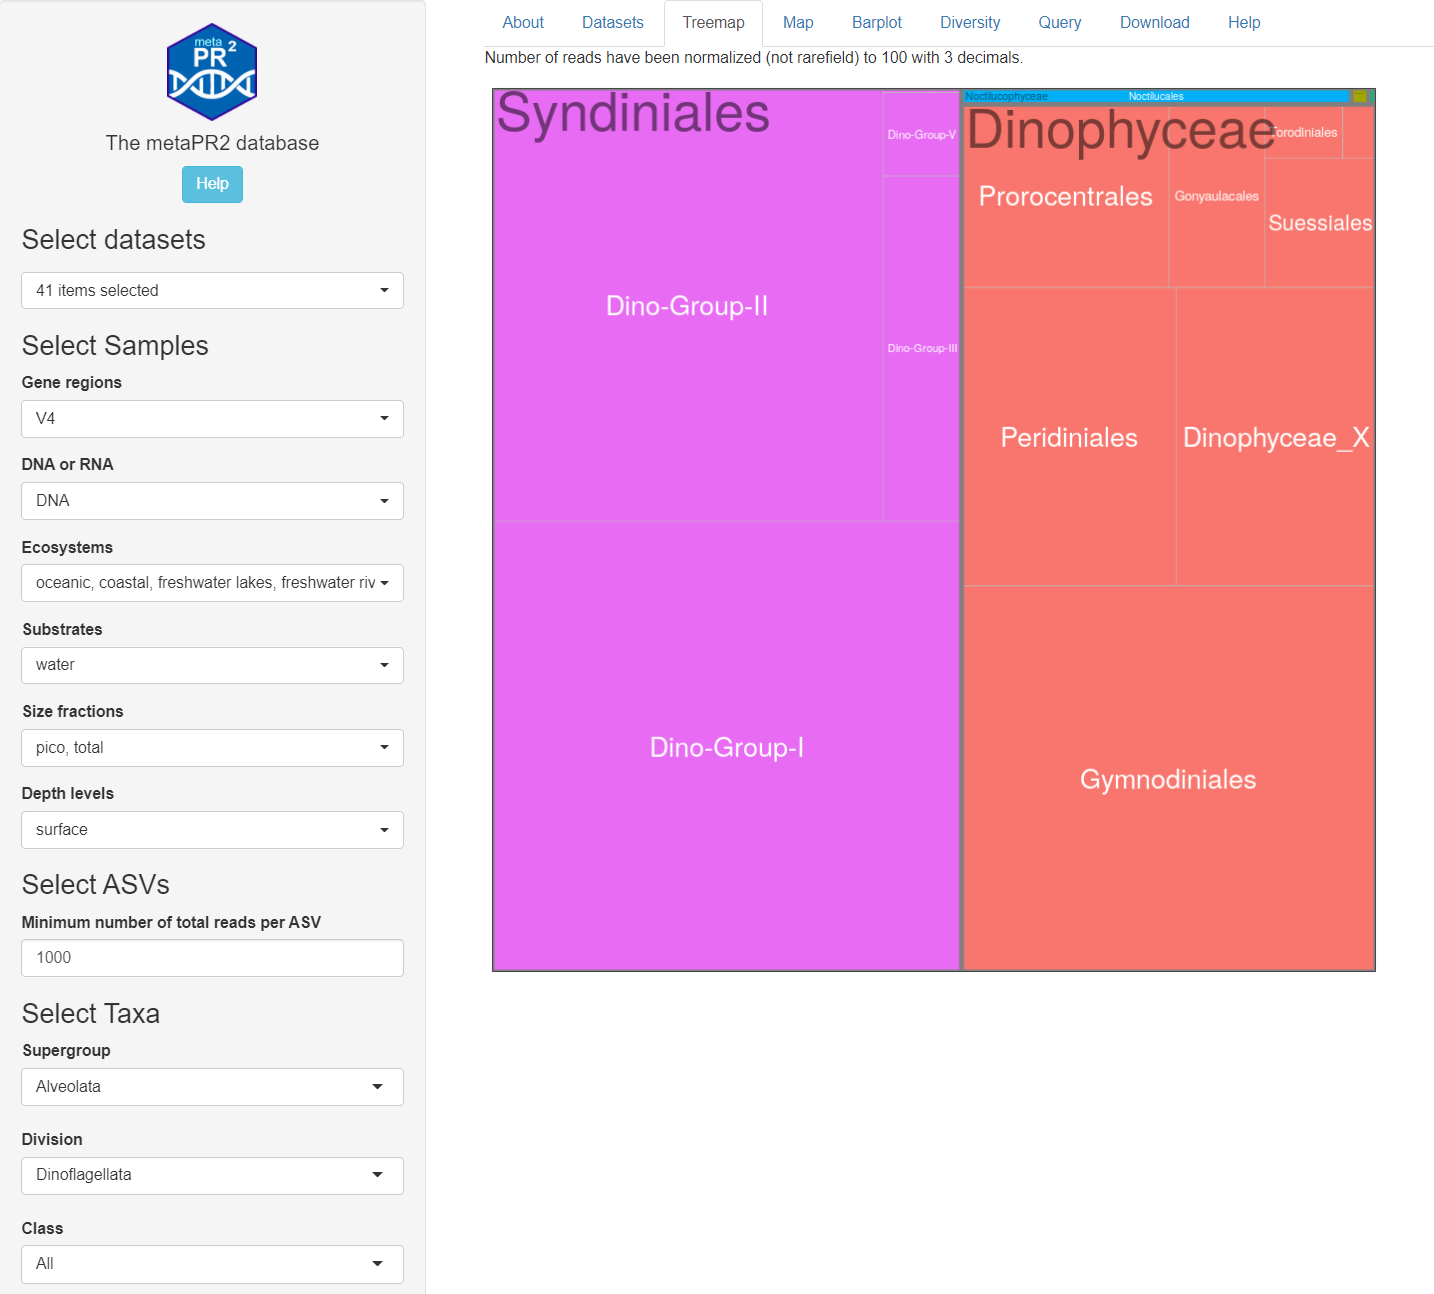 meta
PR2
The metaPR2 database
Help
Select datasets
41 items selected
Select Samples
Gene regions
V4
DNA or RNA
DNA
Ecosystems
oceanic, coastal, freshwater lakes, freshwater riv
Substrates
water
Size fractions
pico, total
Depth levels
surface
Select ASVs
Minimum number of total reads per ASV
1000
Select Taxa
Supergroup
Alveolata
Division
Dinoflagellata
Class
All
About Datasets Treemap Map Barplot Diversity Query Download Help
Number of reads have been normalized (not rarefield) to 100 with 3 decimals.
Syndiniales
Dino-Group-V
Dino-Group-II
Dino-Group-III
Dino-Group-I
Noctilucophyceae Noctilucales
Dinophyceae
Torodiniales
Prorocentrales
Gonyaulacales
Suessiales
Peridiniales
Dinophyceae_X
Gymnodiniales